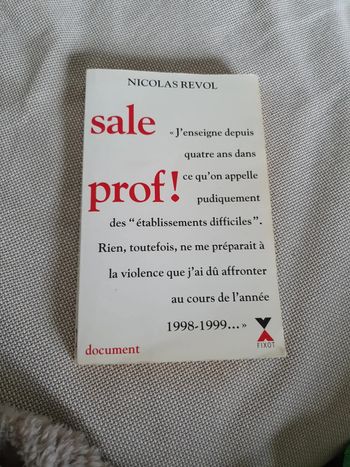 NICOLAS REVOL
sale
« J'enseigne depuis
quatre ans dans
prof !
ce qu'on appelle
pudiquement
des “établissements difficiles”.
Rien, toutefois, ne me préparait à
la violence que j'ai dû affronter
au cours de l'année
1998-1999... »
FIXOT
document